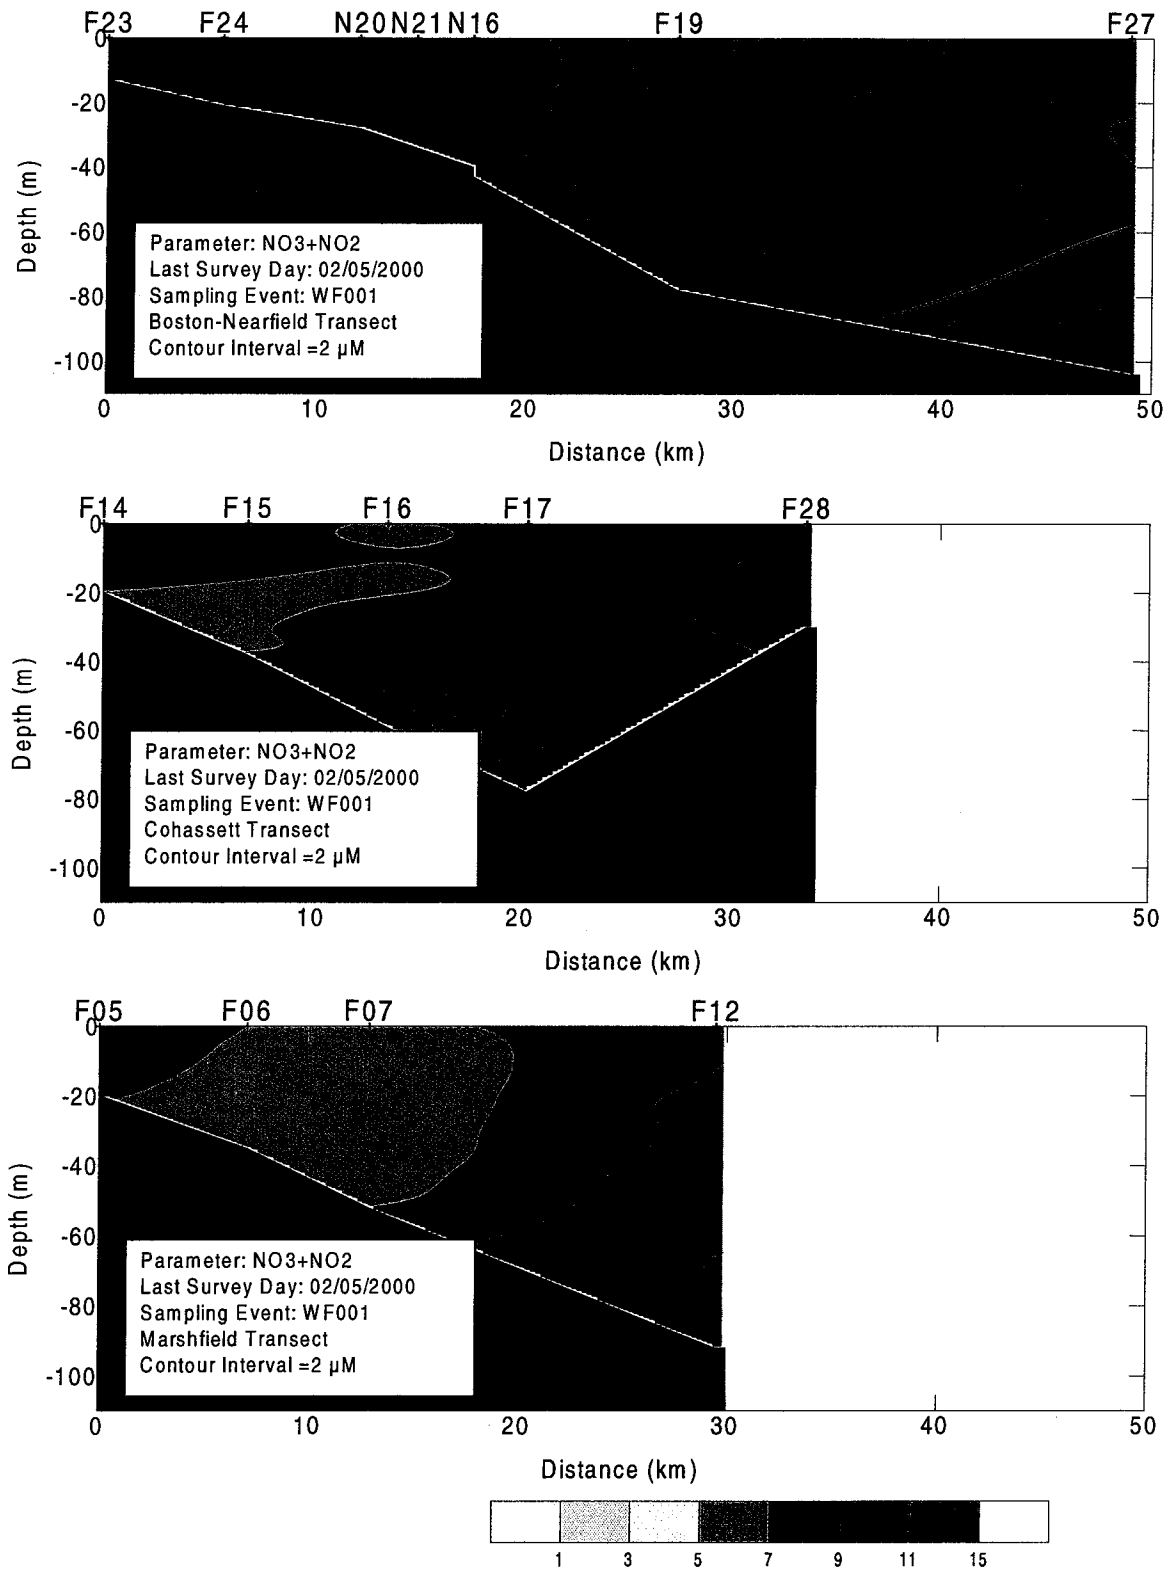 F23 F24 N20 N21 N16 F19 F27
0
-20
-40
-60
-80
-100
Depth (m)
Parameter: NO3+NO2
Last Survey Day: 02/05/2000
Sampling Event: WF001
Boston-Nearfield Transect
Contour Interval =2 µM
0 10 20 30 40 50
Distance (km)
F14 F15 F16 F17 F28
0
-20
-40
-60
-80
-100
Depth (m)
Parameter: NO3+NO2
Last Survey Day: 02/05/2000
Sampling Event: WF001
Cohassett Transect
Contour Interval =2 µM
0 10 20 30 40 50
Distance (km)
F05 F06 F07 F12
0
-20
-40
-60
-80
-100
Depth (m)
Parameter: NO3+NO2
Last Survey Day: 02/05/2000
Sampling Event: WF001
Marshfield Transect
Contour Interval =2 µM
0 10 20 30 40 50
Distance (km)
1 3 5 7 9 11 15